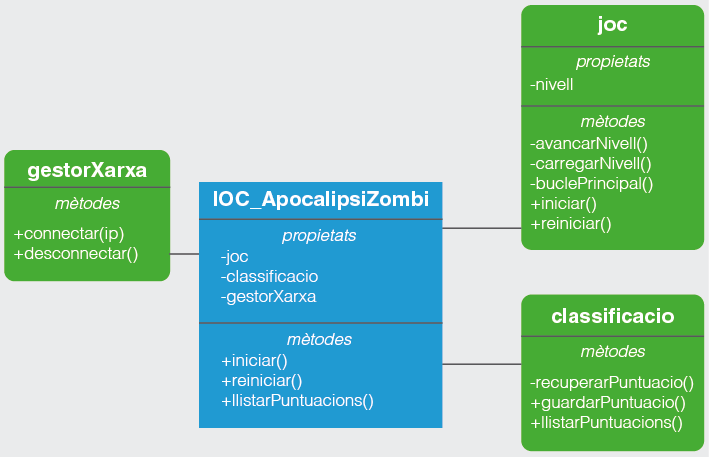 gestorXarxa
mètodes
+connectar(ip)
+desconnectar()
IOC_ApocalipsiZombi
propietats
-joc
-classificacio
-gestorXarxa
mètodes
+iniciar()
+reiniciar()
+llistarPuntuacions()
joc
propietats
-nivell
mètodes
-avancarNivell()
-carregarNivell()
-buclePrincipal()
+iniciar()
+reiniciar()
classificacio
mètodes
-recuperarPuntuacio()
+guardarPuntuacio()
+llistarPuntuacions()